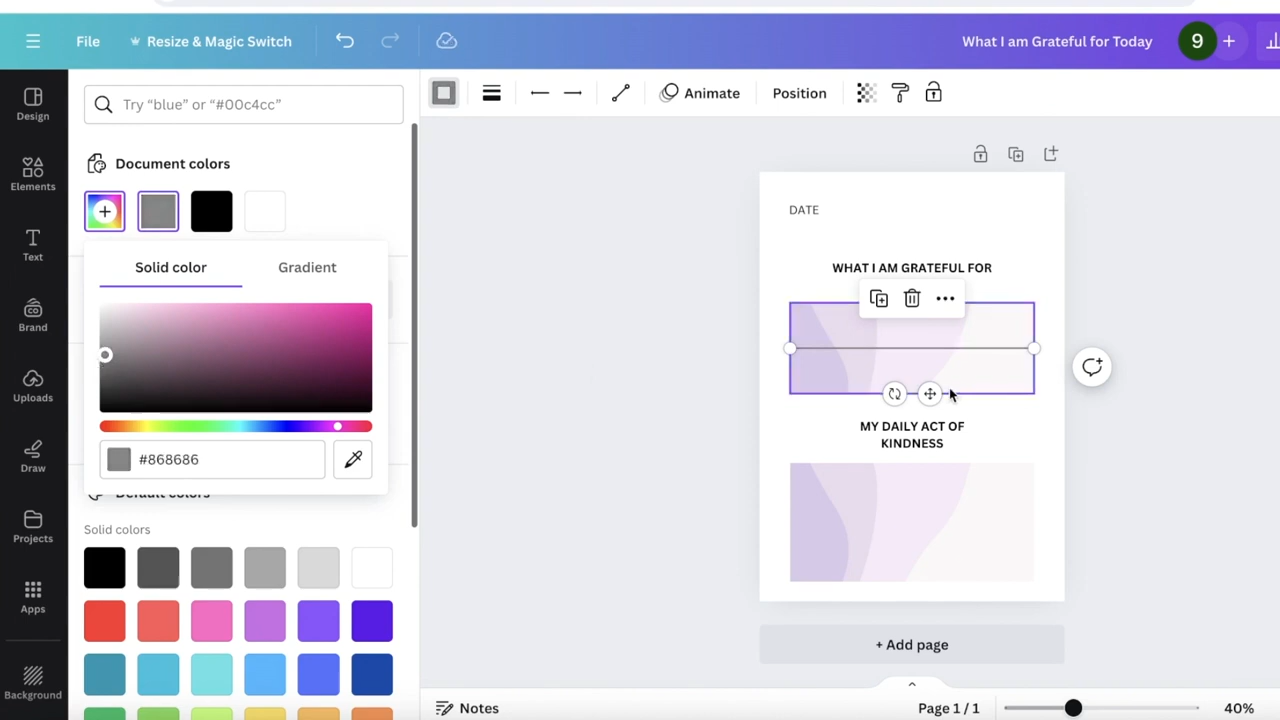 File
Resize & Magic Switch
What I am Grateful for Today
9
Design
Elements
Text
Brand
Uploads
Draw
Projects
Apps
Background
Try “blue” or “#00c4cc”
Document colors
Solid color
Gradient
#868686
Default colors
Solid colors
Animate
Position
DATE
WHAT I AM GRATEFUL FOR
MY DAILY ACT OF
KINDNESS
+ Add page
Notes
Page 1 / 1
40%